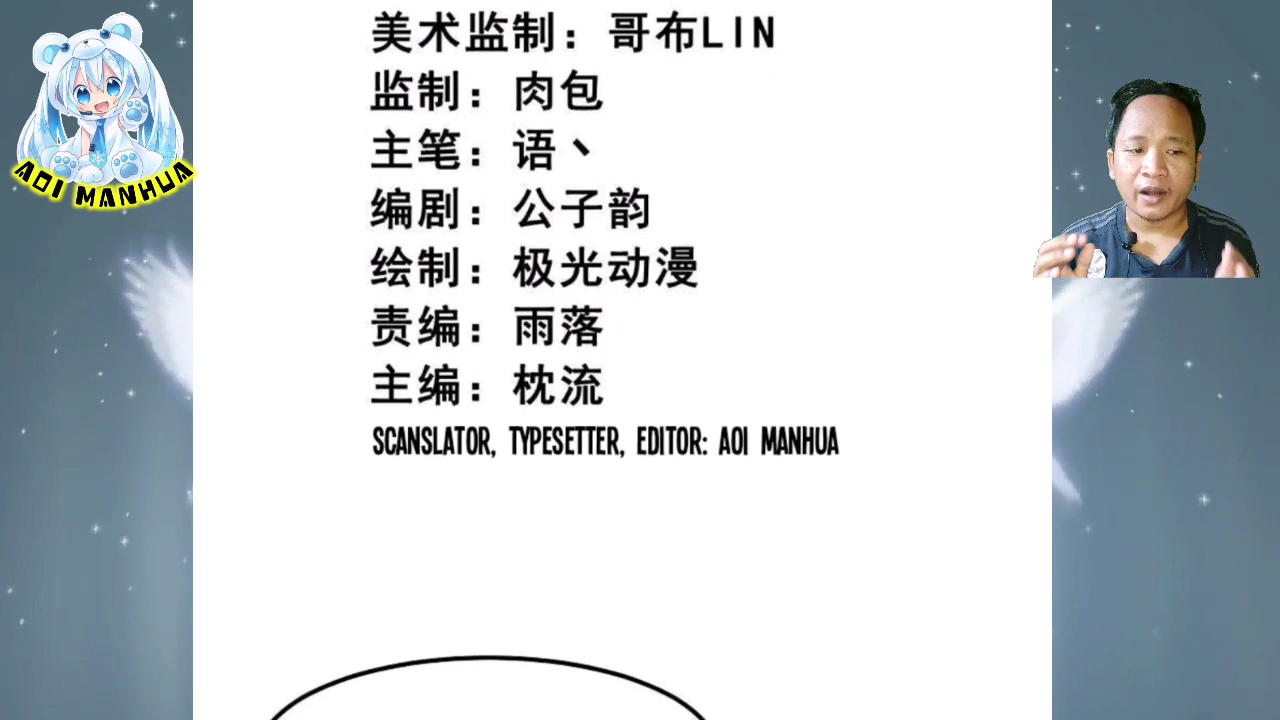 美术监制：哥布LIN
监制：肉包
主笔：语丶
编剧：公子韵
绘制：极光动漫
责编：雨落
主编：枕流
SCANSLATOR, TYPESETTER, EDITOR: AOI MANHUA
AOI MANHUA